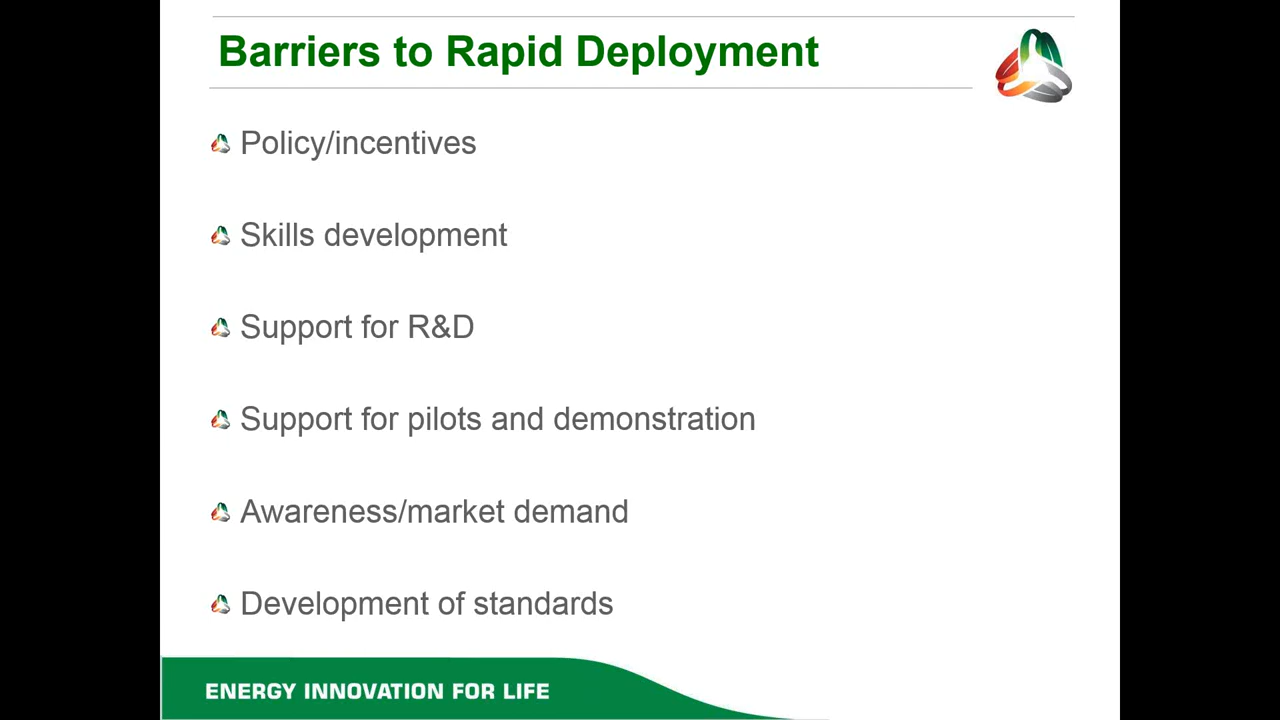 Barriers to Rapid Deployment
Policy/incentives
Skills development
Support for R&D
Support for pilots and demonstration
Awareness/market demand
Development of standards
ENERGY INNOVATION FOR LIFE